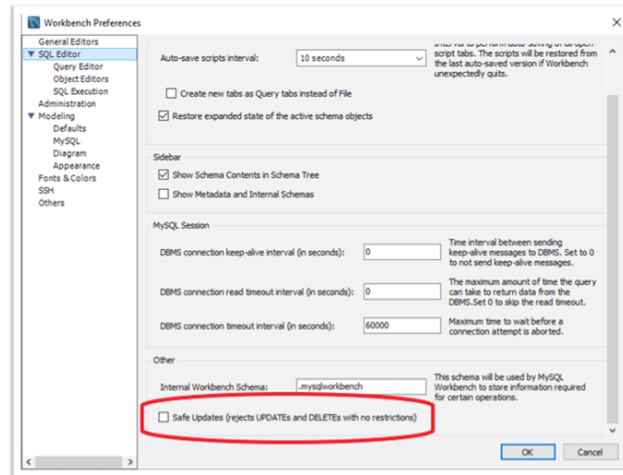 Workbench Preferences
General Editors
SQL Editor
Query Editor
Object Editors
SQL Execution
Administration
Modeling
Defaults
MySQL
Diagram
Appearance
Fonts & Colors
SSH
Others
Interval to perform auto-saving of all open
script tabs. The scripts will be restored from
the last auto-saved version if Workbench
unexpectedly quits.
Auto-save scripts interval:
10 seconds
Create new tabs as Query tabs instead of File
Restore expanded state of the active schema objects
Sidebar
Show Schema Contents in Schema Tree
Show Metadata and Internal Schemas
MySQL Session
DBMS connection keep-alive interval (in seconds):
0
Time interval between sending
keep-alive messages to DBMS. Set to 0
to not send keep-alive messages.
DBMS connection read timeout interval (in seconds):
0
The maximum amount of time the query
can take to return data from the
DBMS.Set 0 to skip the read timeout.
DBMS connection timeout interval (in seconds):
60000
Maximum time to wait before a
connection attempt is aborted.
Other
Internal Workbench Schema:
.mysqlworkbench
This schema will be used by MySQL
Workbench to store information required
for certain operations.
Safe Updates (rejects UPDATEs and DELETEs with no restrictions)
OK
Cancel